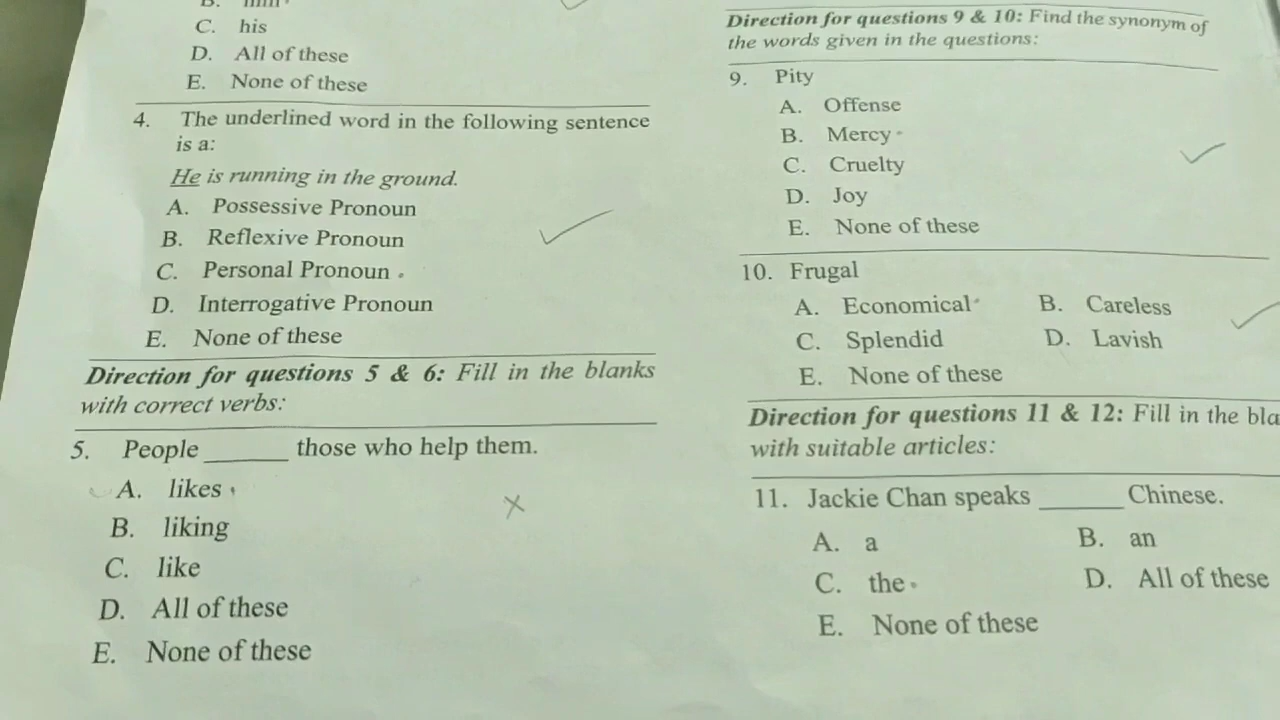 C. his
D. All of these
E. None of these
4. The underlined word in the following sentence
is a:
He is running in the ground.
A. Possessive Pronoun
B. Reflexive Pronoun
C. Personal Pronoun
D. Interrogative Pronoun
E. None of these
Direction for questions 5 & 6: Fill in the blanks
with correct verbs:
5. People ______ those who help them.
A. likes
B. liking
C. like
D. All of these
E. None of these
Direction for questions 9 & 10: Find the synonym of
the words given in the questions:
9. Pity
A. Offense
B. Mercy
C. Cruelty
D. Joy
E. None of these
10. Frugal
A. Economical B. Careless
C. Splendid D. Lavish
E. None of these
Direction for questions 11 & 12: Fill in the
with suitable articles:
11. Jackie Chan speaks ______ Chinese.
A. a B. an
C. the D. All of these
E. None of these